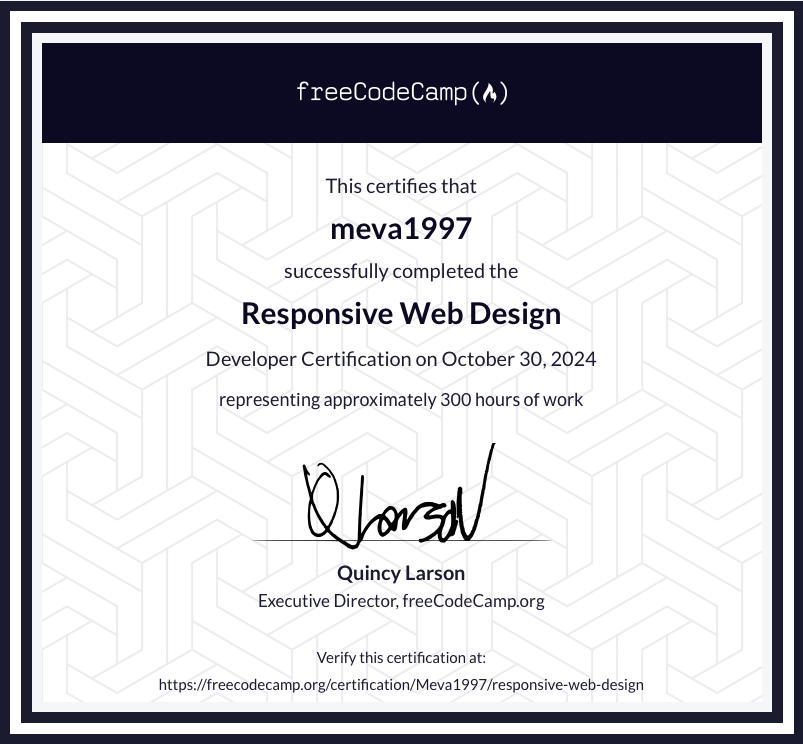 freeCodeCamp
This certifies that
meva1997
successfully completed the
Responsive Web Design
Developer Certification on October 30, 2024
representing approximately 300 hours of work
Q Larson
Quincy Larson
Executive Director, freeCodeCamp.org
Verify this certification at:
https://freecodecamp.org/certification/Meva1997/responsive-web-design